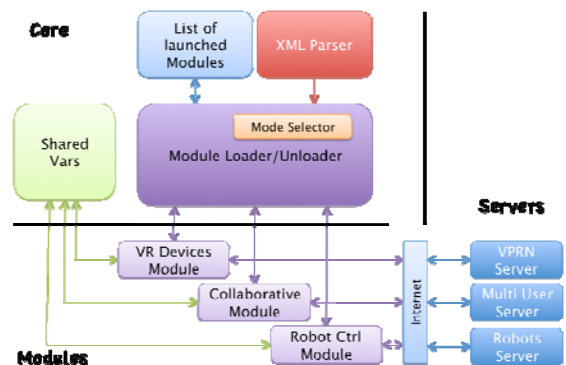 Core
List of
launched
Modules
XML Parser
Mode Selector
Module Loader/Unloader
Shared
Vars
Servers
VR Devices
Module
VPRN
Server
Collaborative
Module
Internet
Multi User
Server
Robot Ctrl
Module
Robots
Server
Modules